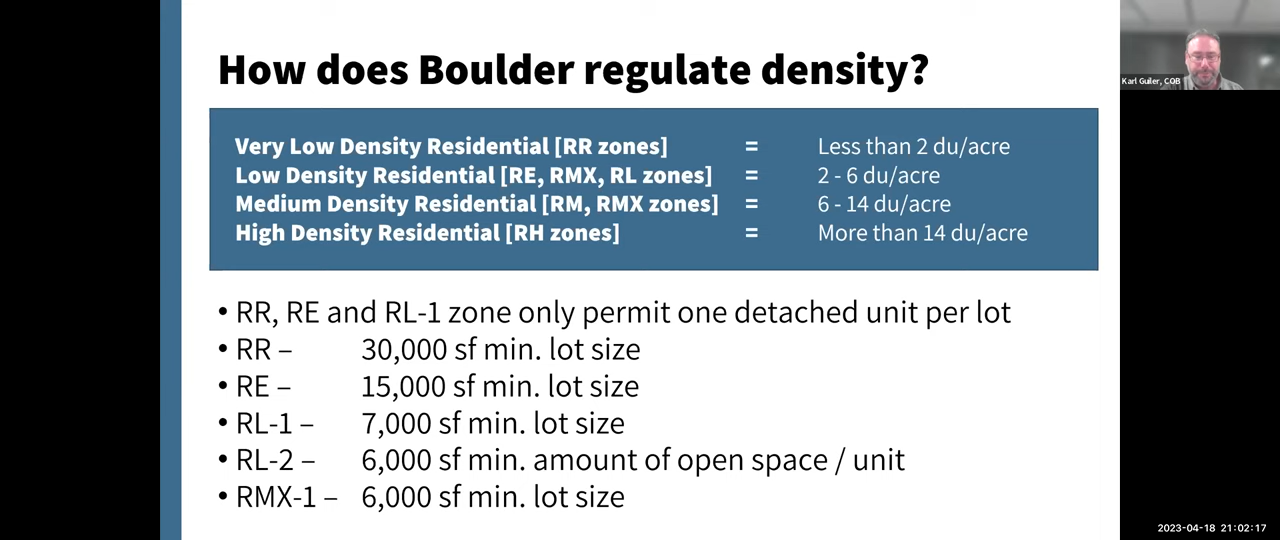 How does Boulder regulate density?
Karl Guiler, COB
Very Low Density Residential [RR zones] = Less than 2 du/acre
Low Density Residential [RE, RMX, RL zones] = 2 - 6 du/acre
Medium Density Residential [RM, RMX zones] = 6 - 14 du/acre
High Density Residential [RH zones] = More than 14 du/acre
• RR, RE and RL-1 zone only permit one detached unit per lot
• RR – 30,000 sf min. lot size
• RE – 15,000 sf min. lot size
• RL-1 – 7,000 sf min. lot size
• RL-2 – 6,000 sf min. amount of open space / unit
• RMX-1 – 6,000 sf min. lot size
2023-04-18 21:02:17